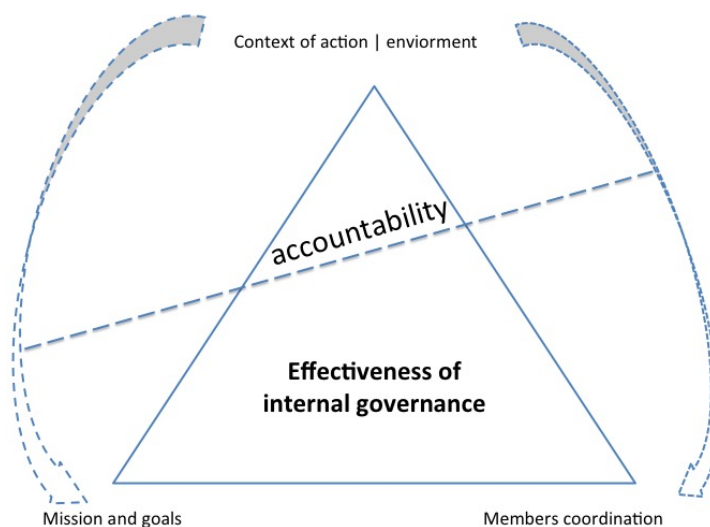 Context of action | enviorment
accountability
Effectiveness of
internal governance
Mission and goals
Members coordination